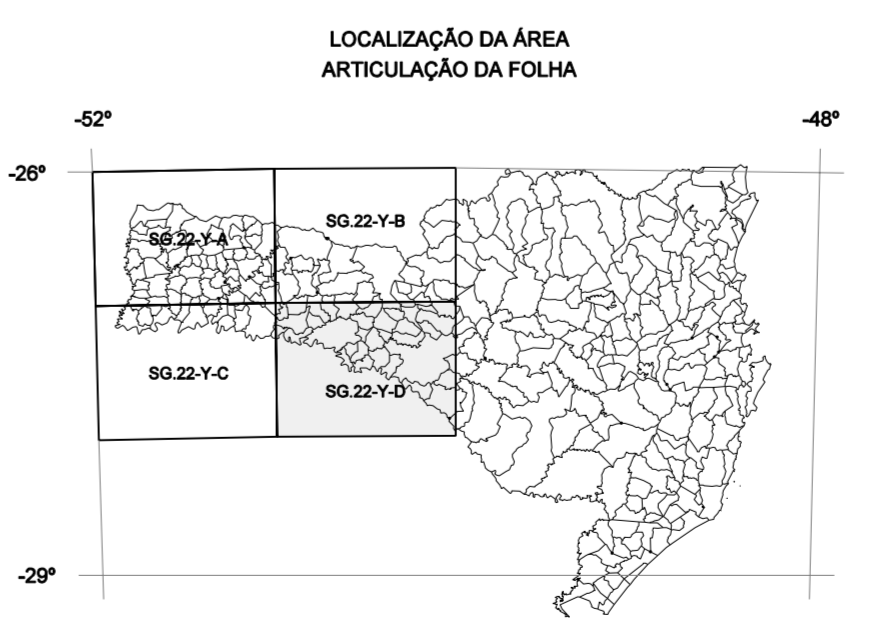 LOCALIZAÇÃO DA ÁREA
ARTICULAÇÃO DA FOLHA
-52º
-48º
-26º
SG.22-Y-B
SG.22-Y-A
SG.22-Y-C
SG.22-Y-D
-29º